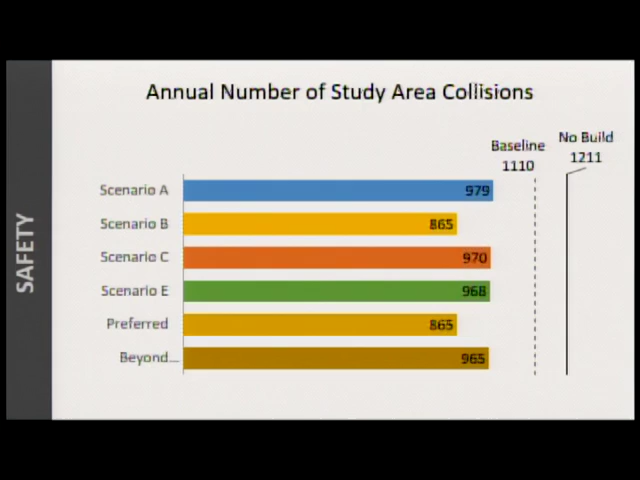 Annual Number of Study Area Collisions
No Build
1211
Baseline
1110
Scenario A 979
Scenario B 865
Scenario C 970
Scenario E 968
Preferred 865
Beyond... 965
SAFETY